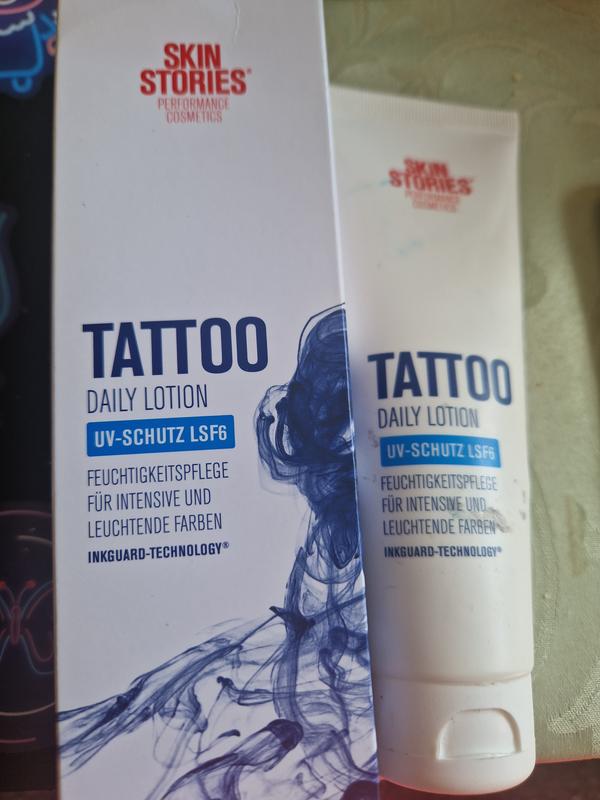 SKIN
STORIES®
PERFORMANCE
COSMETICS
TATTOO
DAILY LOTION
UV-SCHUTZ LSF6
FEUCHTIGKEITSPFLEGE
FÜR INTENSIVE UND
LEUCHTENDE FARBEN
INKGUARD-TECHNOLOGY®
SKIN
STORIES®
PERFORMANCE
COSMETICS
TATTOO
DAILY LOTION
UV-SCHUTZ LSF6
FEUCHTIGKEITSPFLEGE
FÜR INTENSIVE UND
LEUCHTENDE FARBEN
INKGUARD-TECHNOLOGY®